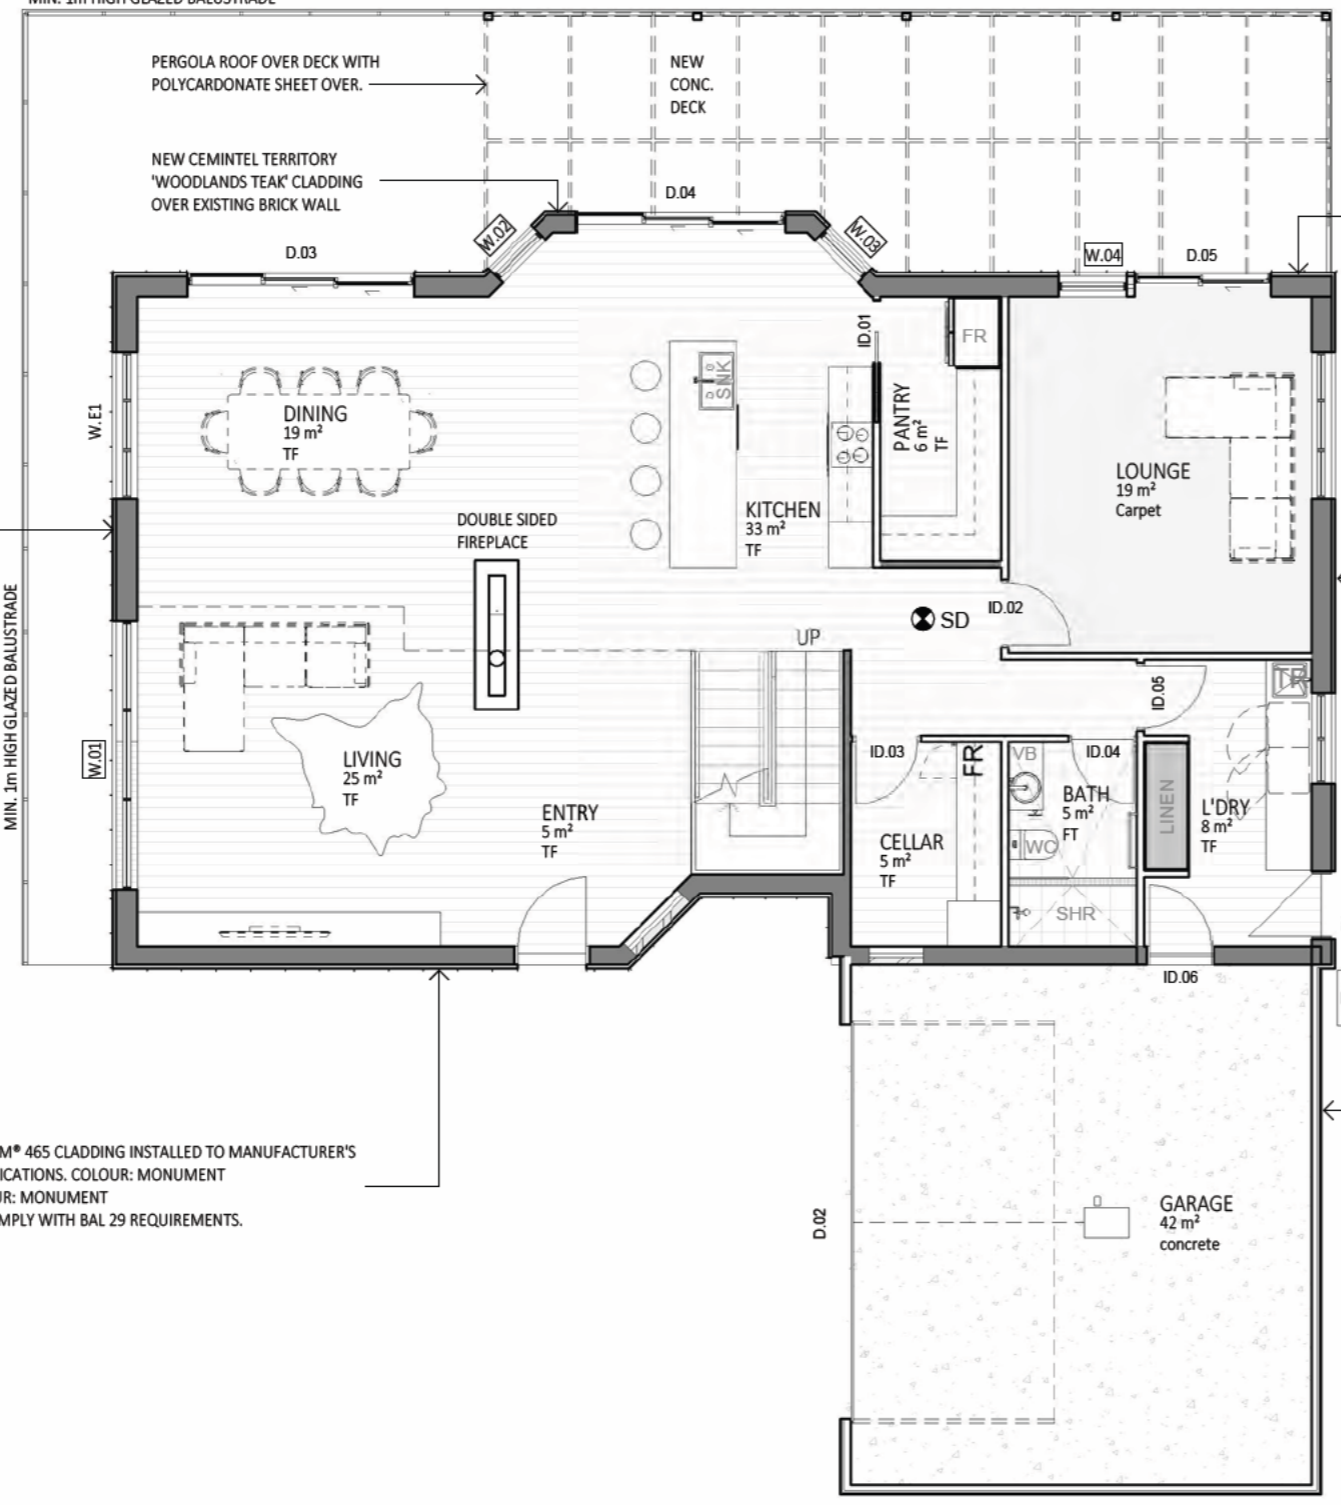 MIN. 1m HIGH GLAZED BALUSTRADE
PERGOLA ROOF OVER DECK WITH
POLYCARDONATE SHEET OVER.
NEW
CONC.
DECK
NEW CEMINTEL TERRITORY
'WOODLANDS TEAK' CLADDING
OVER EXISTING BRICK WALL
D.04
W.02
W.03
D.03
W.04
D.05
ID.01
FR
SNK
W.E1
DINING
19 m²
TF
PANTRY
6 m²
TF
LOUNGE
19 m²
Carpet
KITCHEN
33 m²
TF
DOUBLE SIDED
FIREPLACE
MIN. 1m HIGH GLAZED BALUSTRADE
SD
ID.02
UP
ID.05
TR
W.01
LIVING
25 m²
TF
ENTRY
5 m²
TF
ID.03
FR
VB
ID.04
BATH
5 m²
FT
WC
LINEN
L'DRY
8 m²
TF
CELLAR
5 m²
TF
SHR
ID.06
M® 465 CLADDING INSTALLED TO MANUFACTURER'S
ICATIONS. COLOUR: MONUMENT
UR: MONUMENT
MPLY WITH BAL 29 REQUIREMENTS.
D.02
GARAGE
42 m²
concrete